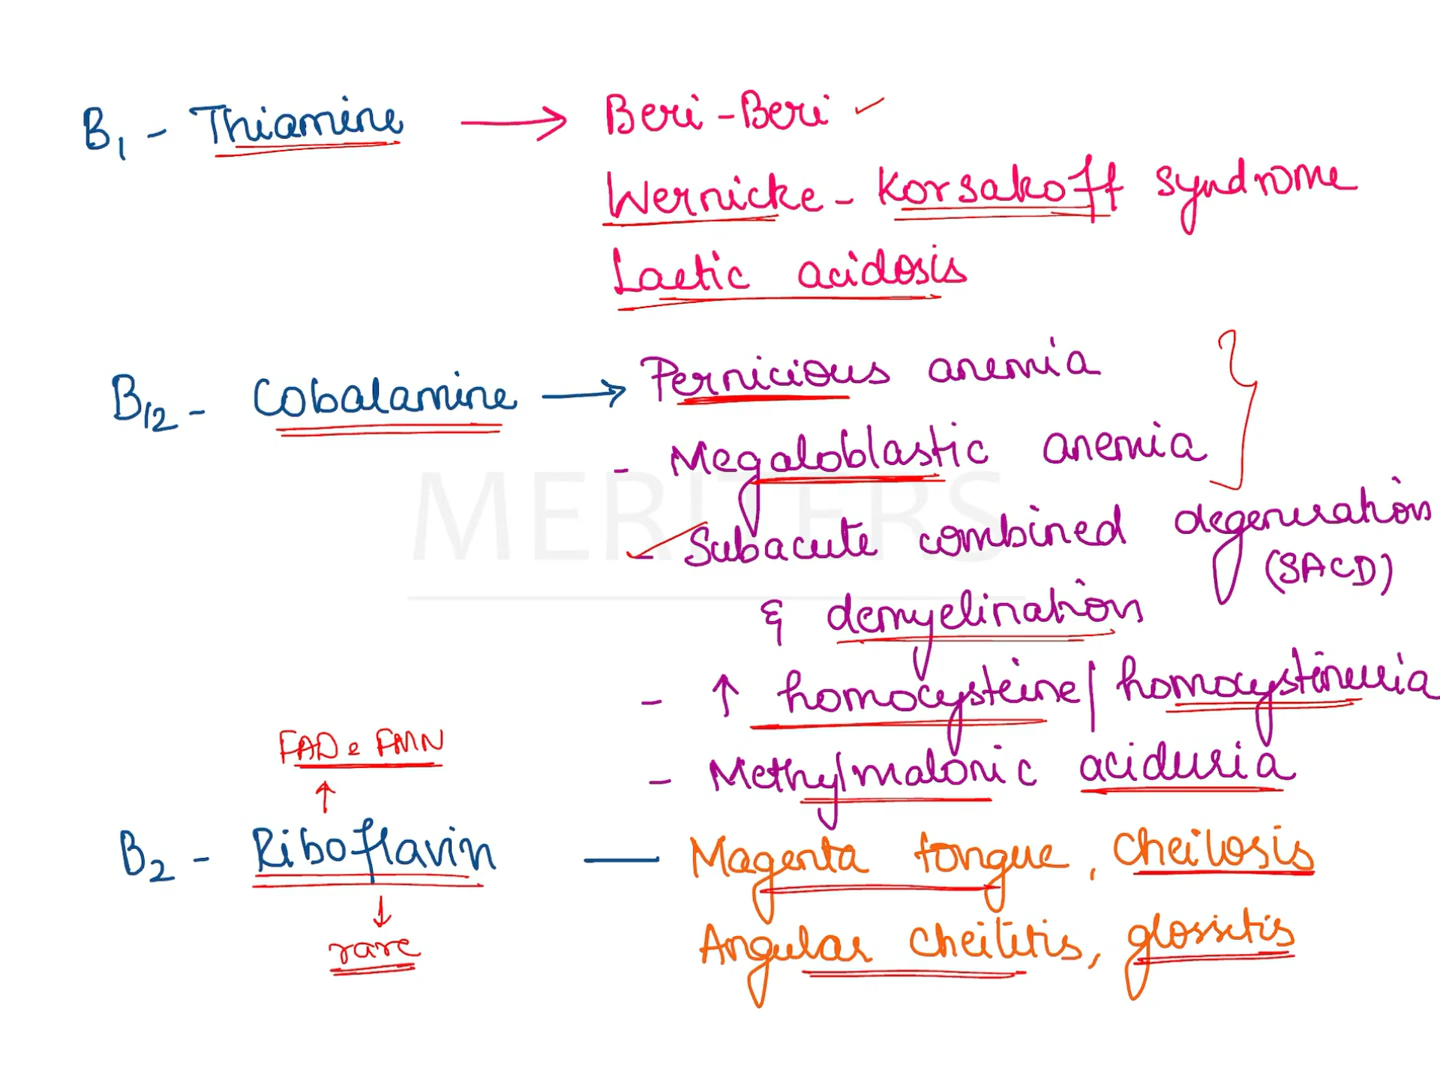 B1 - Thiamine → Beri-Beri ✓
Wernicke - Korsakoff syndrome
Lactic acidosis
B12 - Cobalamine → Pernicious anemia
- Megaloblastic anemia
MERITERS
Subacute combined degeneration
(SACD)
& demyelination
- ↑ homocysteine/homocystinuria
FAD e FMN
- Methylmalonic aciduria
↑
B2 - Riboflavin — Magenta tongue, Cheilosis
↓
rare
Angular cheilitis, glossitis